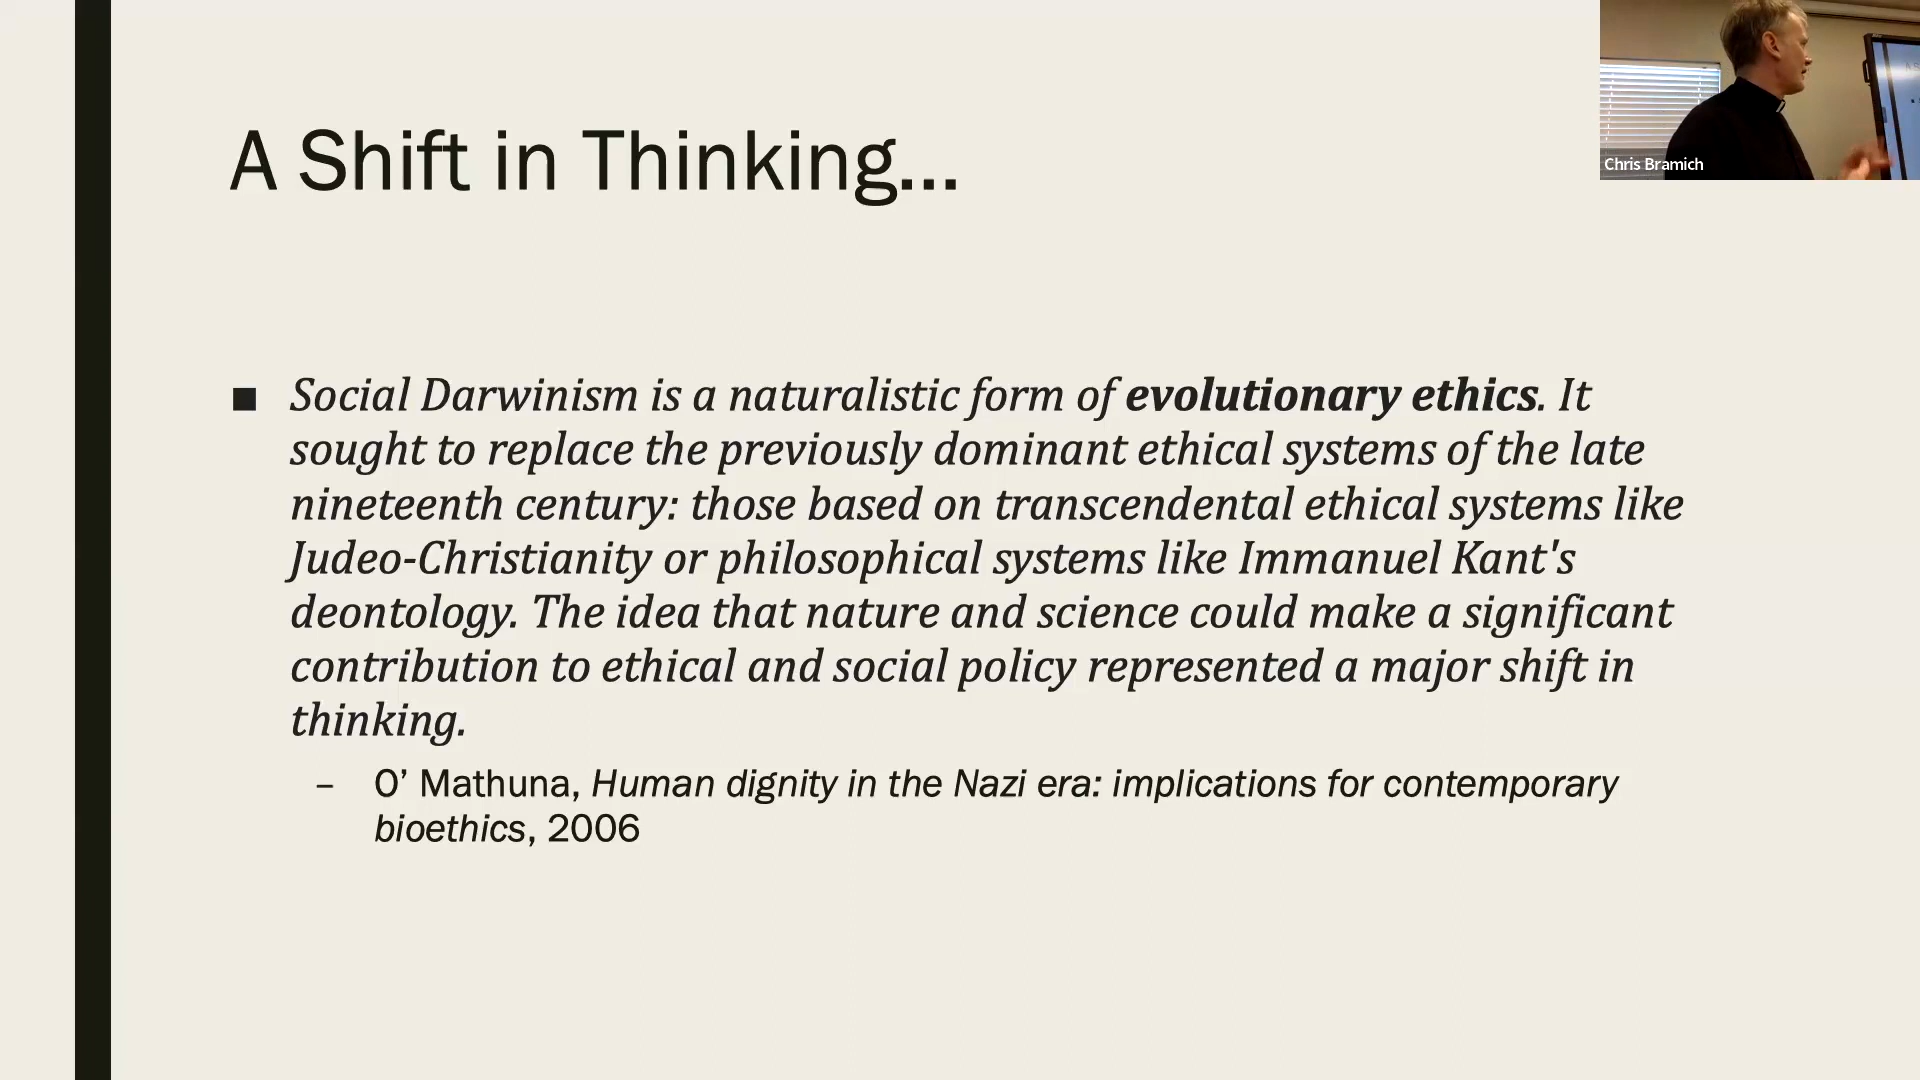 A Shift in Thinking...
Chris Bramich
■ Social Darwinism is a naturalistic form of evolutionary ethics. It
sought to replace the previously dominant ethical systems of the late
nineteenth century: those based on transcendental ethical systems like
Judeo-Christianity or philosophical systems like Immanuel Kant's
deontology. The idea that nature and science could make a significant
contribution to ethical and social policy represented a major shift in
thinking.
– O’ Mathuna, Human dignity in the Nazi era: implications for contemporary
bioethics, 2006